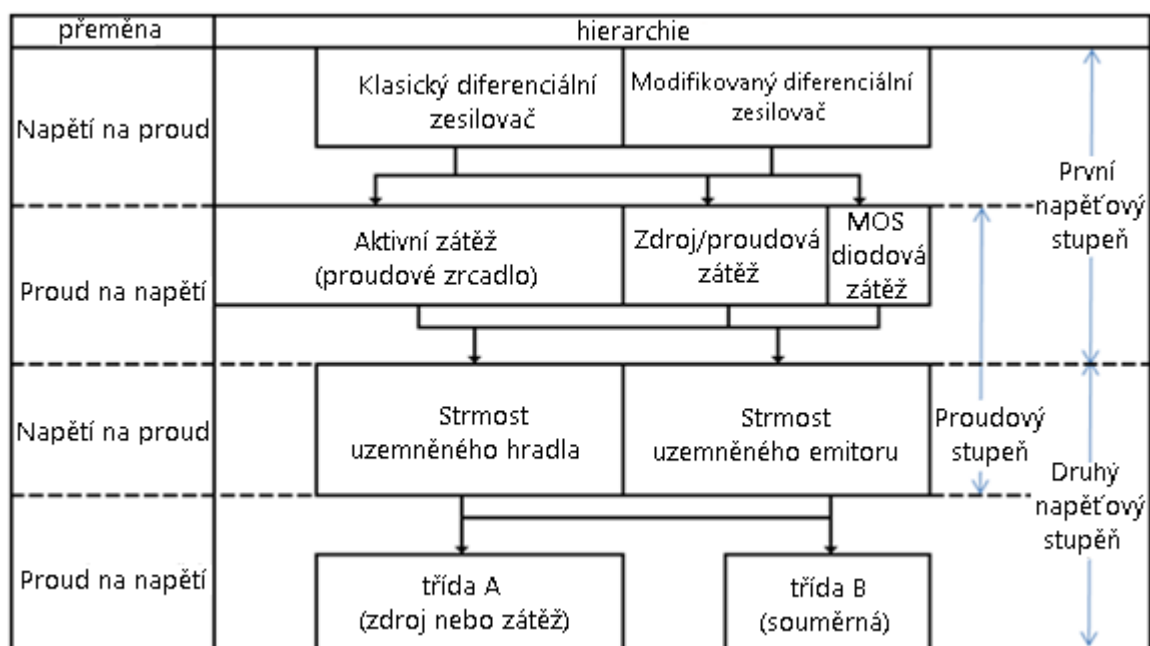 přeměna
hierarchie
Napětí na proud
Klasický diferenciální
zesilovač
Modifikovaný diferenciální
zesilovač
První
napěťový
stupeň
Proud na napětí
Aktivní zátěž
(proudové zrcadlo)
Zdroj/proudová
zátěž
MOS
diodová
zátěž
Napětí na proud
Strmost
uzemněného hradla
Strmost
uzemněného emitoru
Proudový
stupeň
Druhý
napěťový
stupěň
Proud na napětí
třída A
(zdroj nebo zátěž)
třída B
(souměrná)